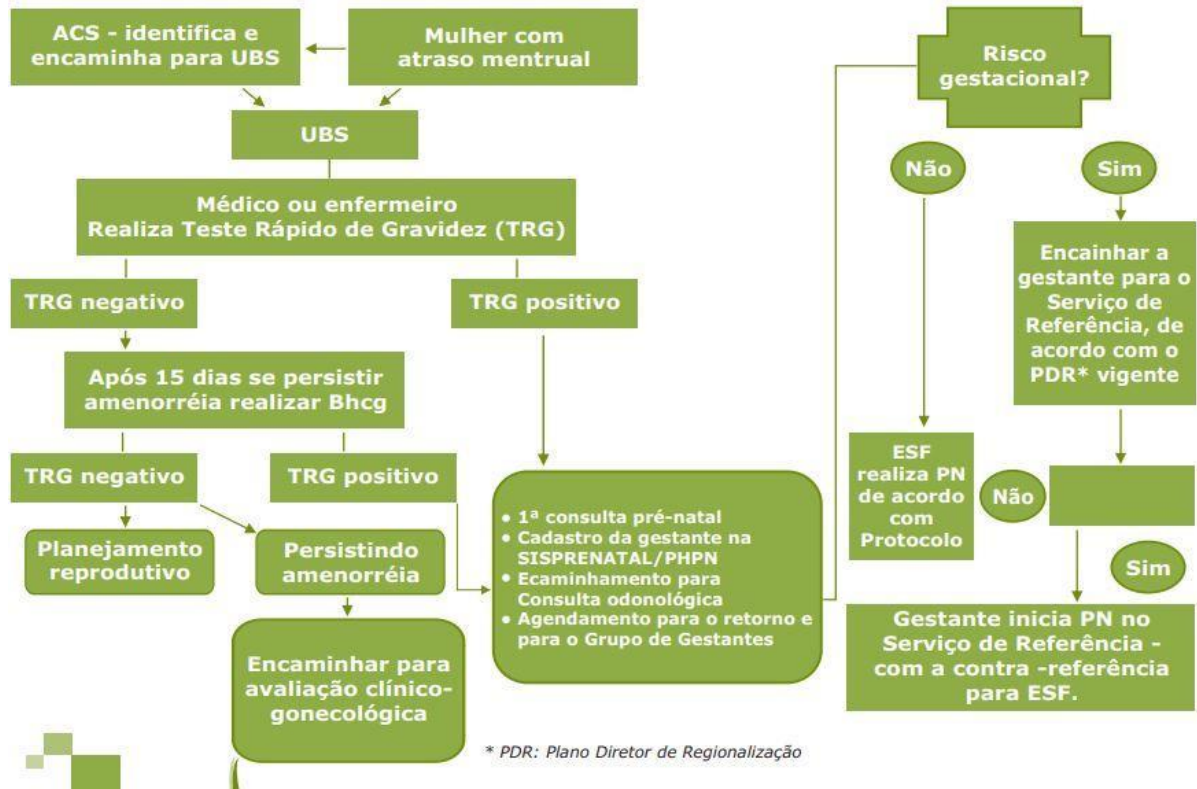 ACS - identifica e
encaminha para UBS
Mulher com
atraso mentrual
UBS
Médico ou enfermeiro
Realiza Teste Rápido de Gravidez (TRG)
TRG negativo
TRG positivo
Após 15 dias se persistir
amenorréia realizar Bhcg
TRG negativo
TRG positivo
Planejamento
reprodutivo
Persistindo
amenorréia
Encaminhar para
avaliação clínico-
gonecológica
• 1ª consulta pré-natal
• Cadastro da gestante na
SISPRENATAL/PHPN
• Ecaminhamento para
Consulta odonológica
• Agendamento para o retorno e
para o Grupo de Gestantes
Risco
gestacional?
Não
Sim
Encainhar a
gestante para o
Serviço de
Referência, de
acordo com o
PDR* vigente
ESF
realiza PN
de acordo
com
Protocolo
Não
Sim
Gestante inicia PN no
Serviço de Referência -
com a contra -referência
para ESF.
* PDR: Plano Diretor de Regionalização